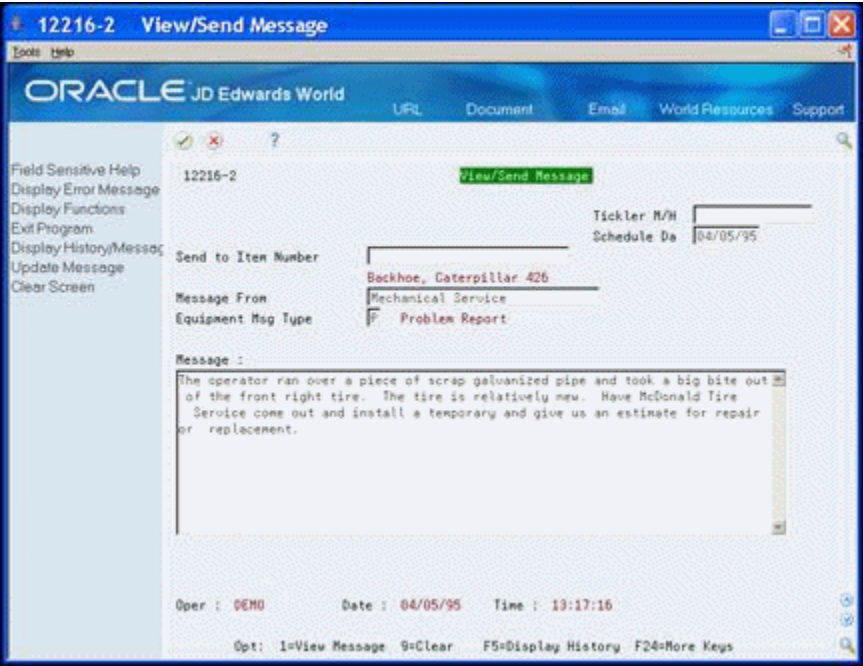 12216-2 View/Send Message
Tools Help
ORACLE JD Edwards World
URL Document Email World Resources Support
?
Field Sensitive Help
Display Error Message
Display Functions
Exit Program
Display History/Messag
Update Message
Clear Screen
12216-2 View/Send Message
Tickler M/H
Schedule Da 04/05/95
Send to Item Number
Backhoe, Caterpillar 426
Message From Mechanical Service
Equipment Msg Type P Problem Report
Message :
The operator ran over a piece of scrap galvanized pipe and took a big bite out
of the front right tire. The tire is relatively new. Have McDonald Tire
Service come out and install a temporary and give us an estimate for repair
or replacement.
Oper : DEMO Date : 04/05/95 Time : 13:17:16
Opt: 1=View Message 9=Clear F5=Display History F24=More Keys